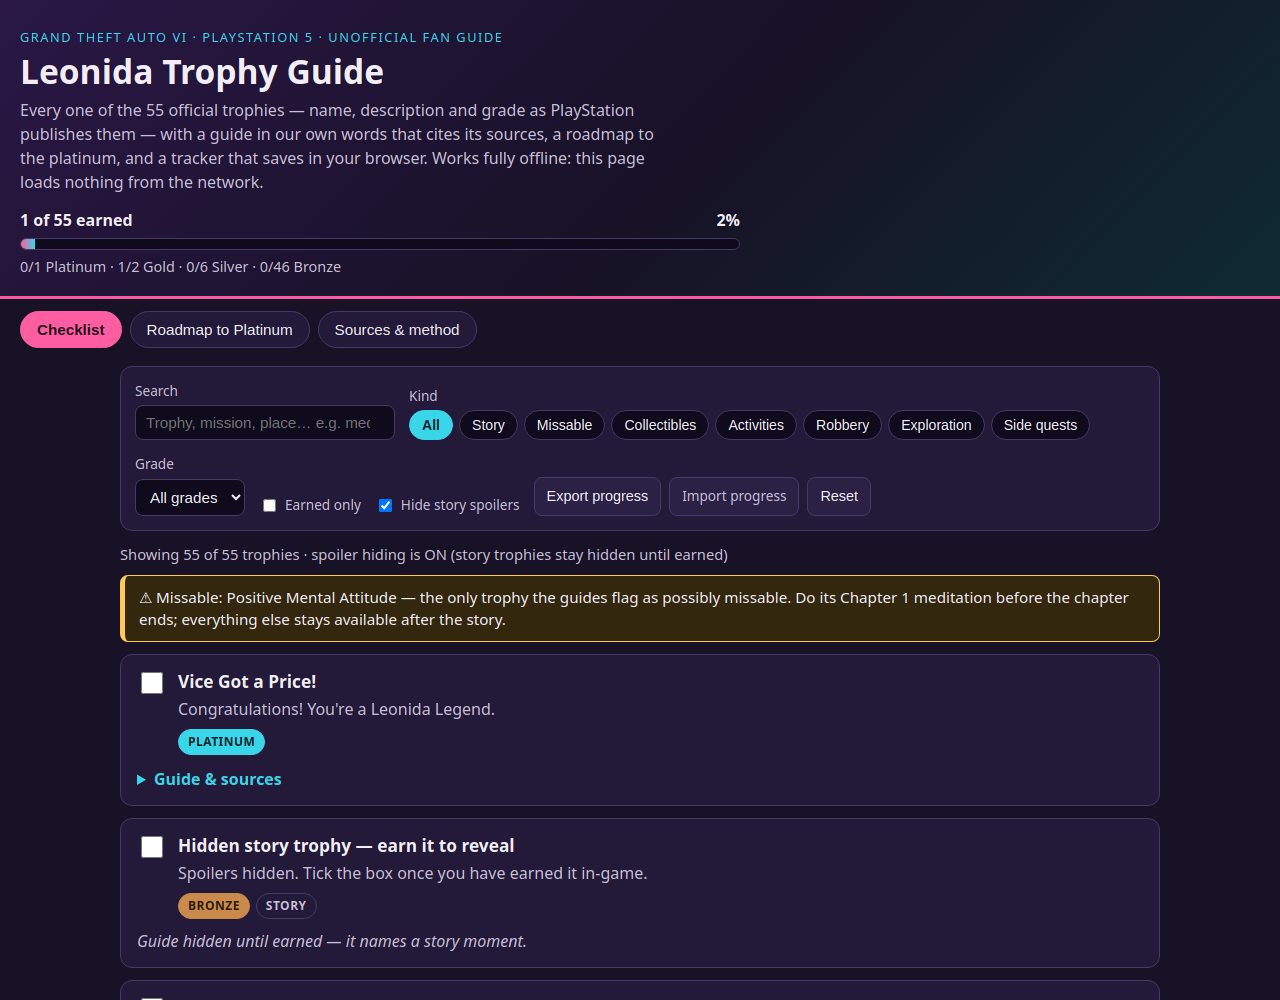 GRAND THEFT AUTO VI · PLAYSTATION 5 · UNOFFICIAL FAN GUIDE
Leonida Trophy Guide
Every one of the 55 official trophies — name, description and grade as PlayStation
publishes them — with a guide in our own words that cites its sources, a roadmap to
the platinum, and a tracker that saves in your browser. Works fully offline: this page
loads nothing from the network.
1 of 55 earned 2%
0/1 Platinum · 1/2 Gold · 0/6 Silver · 0/46 Bronze
Checklist Roadmap to Platinum Sources & method
Search
Trophy, mission, place… e.g. med
Kind
All Story Missable Collectibles Activities Robbery Exploration Side quests
Grade
All grades Earned only Hide story spoilers Export progress Import progress Reset
Showing 55 of 55 trophies · spoiler hiding is ON (story trophies stay hidden until earned)
⚠ Missable: Positive Mental Attitude — the only trophy the guides flag as possibly missable. Do its Chapter 1 meditation before the chapter
ends; everything else stays available after the story.
Vice Got a Price!
Congratulations! You're a Leonida Legend.
PLATINUM
Guide & sources
Hidden story trophy — earn it to reveal
Spoilers hidden. Tick the box once you have earned it in-game.
BRONZE STORY
Guide hidden until earned — it names a story moment.